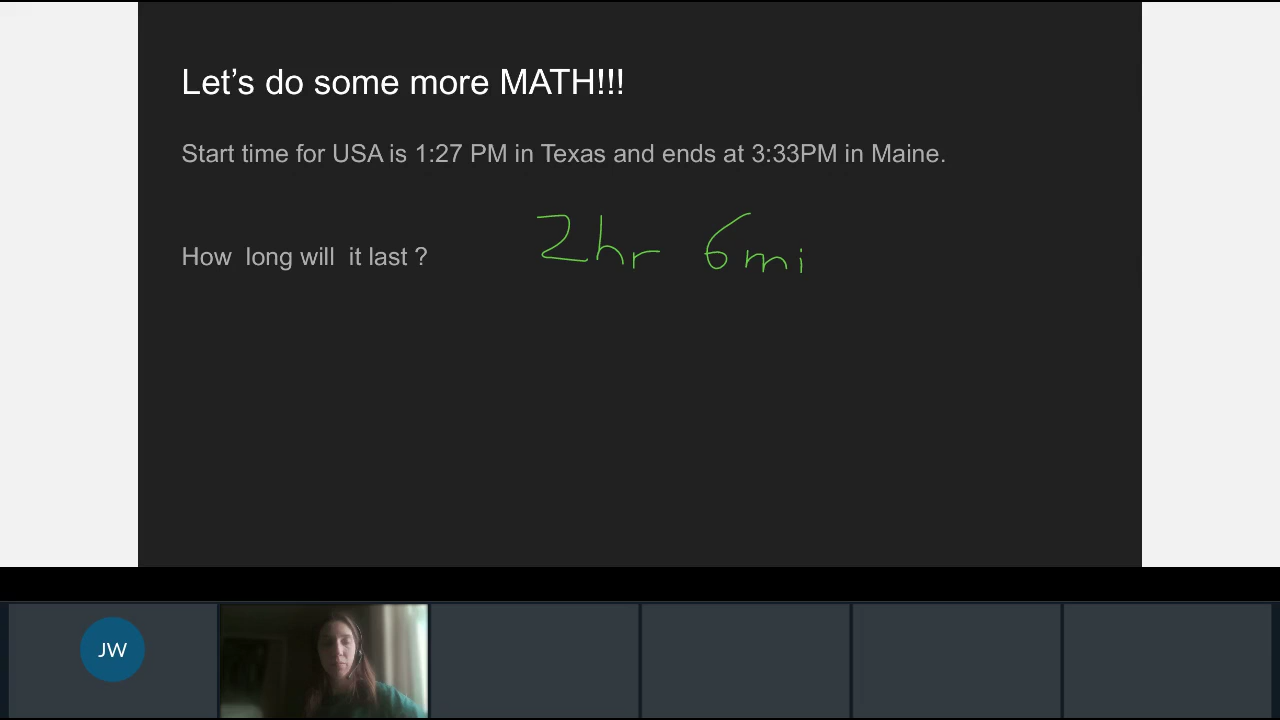 Let's do some more MATH!!!
Start time for USA is 1:27 PM in Texas and ends at 3:33PM in Maine.
How long will it last ? 2hr 6mi
JW